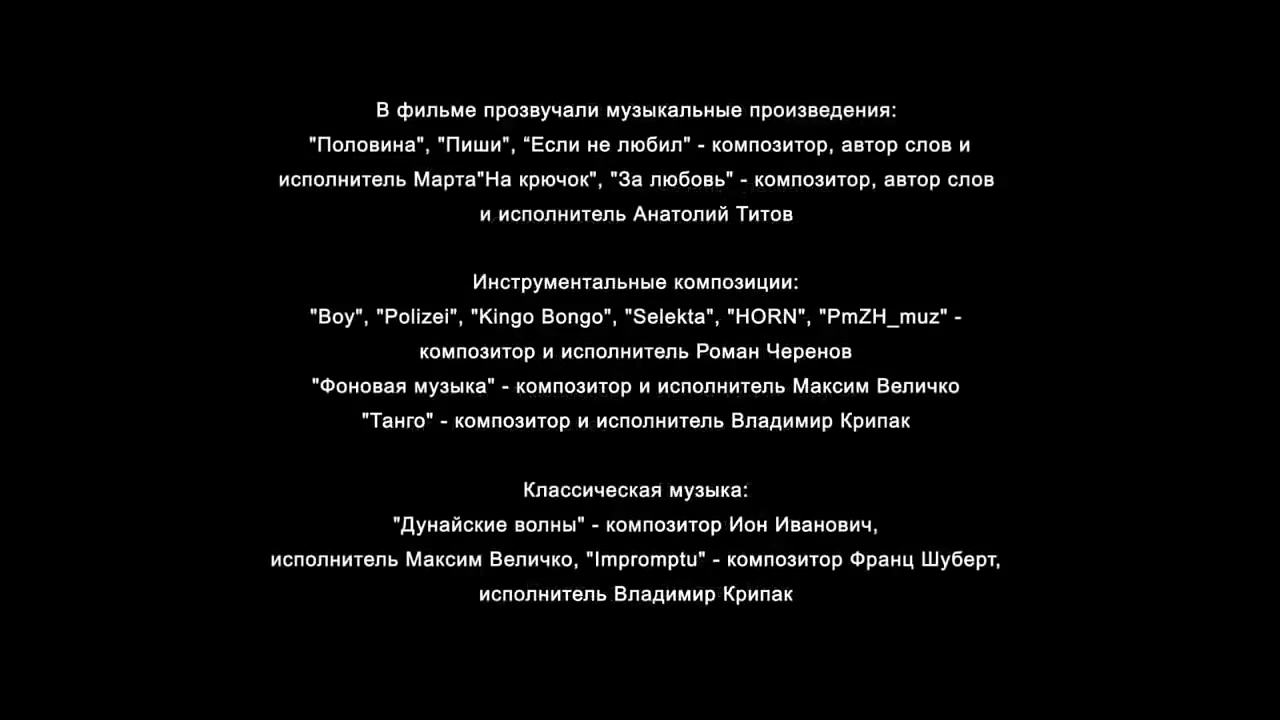 В фильме прозвучали музыкальные произведения:
"Половина", "Пиши", “Если не любил" - композитор, автор слов и
исполнитель Марта"На крючок", "За любовь" - композитор, автор слов
и исполнитель Анатолий Титов
Инструментальные композиции:
"Boy", "Polizei", "Kingo Bongo", "Selekta", "HORN", "PmZH_muz" -
композитор и исполнитель Роман Черенов
"Фоновая музыка" - композитор и исполнитель Максим Величко
"Танго" - композитор и исполнитель Владимир Крипак
Классическая музыка:
"Дунайские волны" - композитор Ион Иванович,
исполнитель Максим Величко, "Impromptu" - композитор Франц Шуберт,
исполнитель Владимир Крипак